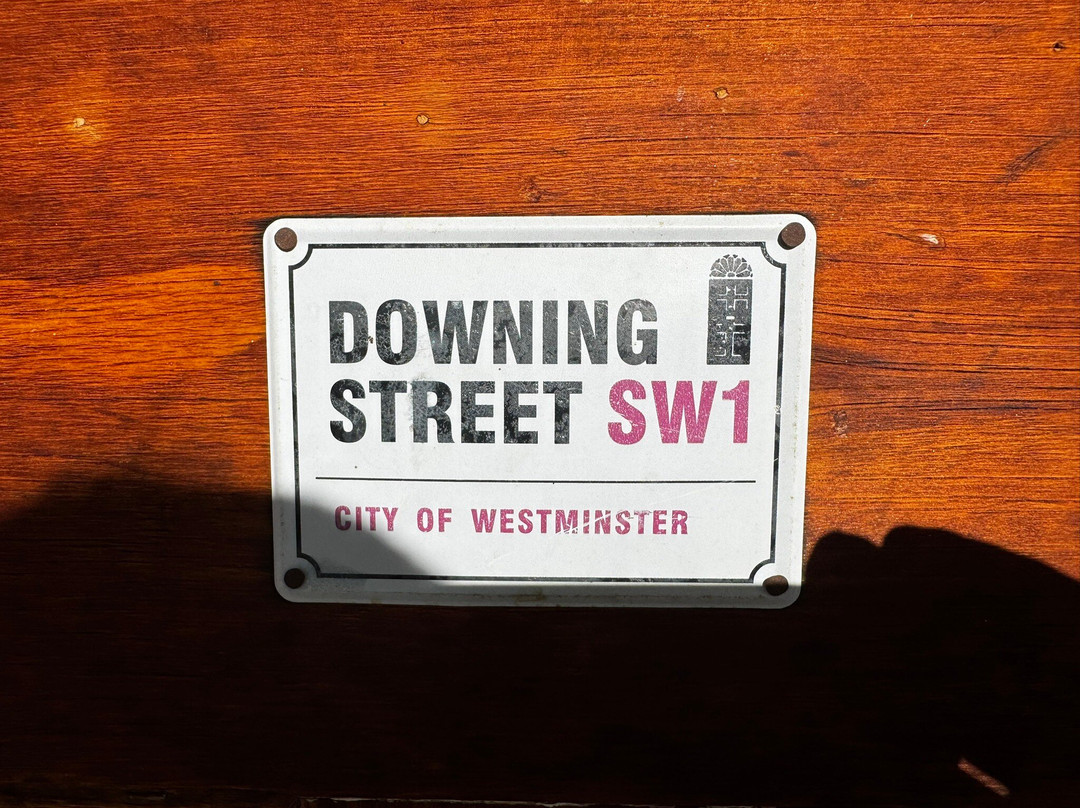 DOWNING
STREET SW1
CITY OF WESTMINSTER